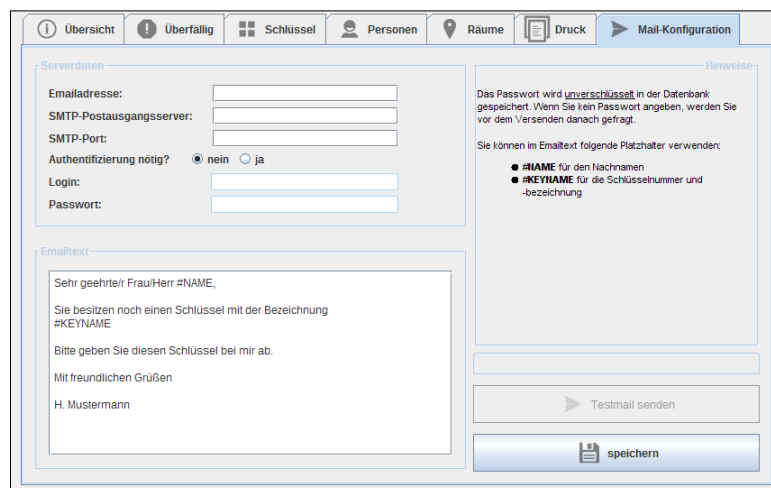 Übersicht
Überfällig
Schlüssel
Personen
Räume
Druck
Mail-Konfiguration
Serverdaten
Emailadresse:
SMTP-Postausgangsserver:
SMTP-Port:
Authentifizierung nötig? nein ja
Login:
Passwort:
Emailtext
Sehr geehrte/r Frau/Herr #NAME,
Sie besitzen noch einen Schlüssel mit der Bezeichnung
#KEYNAME
Bitte geben Sie diesen Schlüssel bei mir ab.
Mit freundlichen Grüßen
H. Mustermann
Hinweise
Das Passwort wird unverschlüsselt in der Datenbank
gespeichert. Wenn Sie kein Passwort angeben, werden Sie
vor dem Versenden danach gefragt.
Sie können im Emailtext folgende Platzhalter verwenden:
#NAME für den Nachnamen
#KEYNAME für die Schlüsselnummer und
-bezeichnung
Testmail senden
speichern